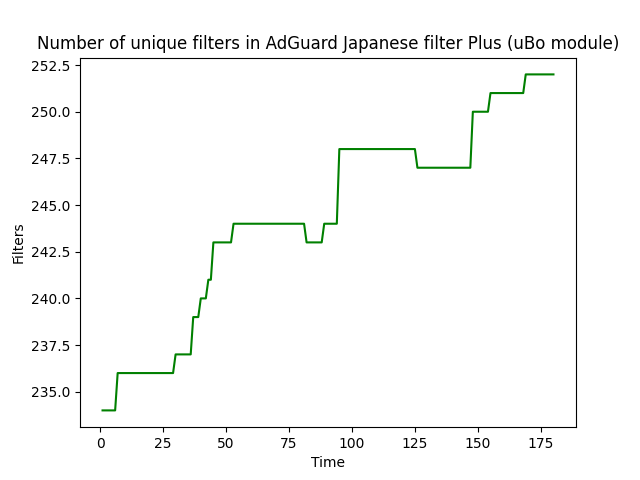 Number of unique filters in AdGuard Japanese filter Plus (uBo module)
252.5
250.0
247.5
245.0
242.5
240.0
237.5
235.0
Filters
0 25 50 75 100 125 150 175
Time